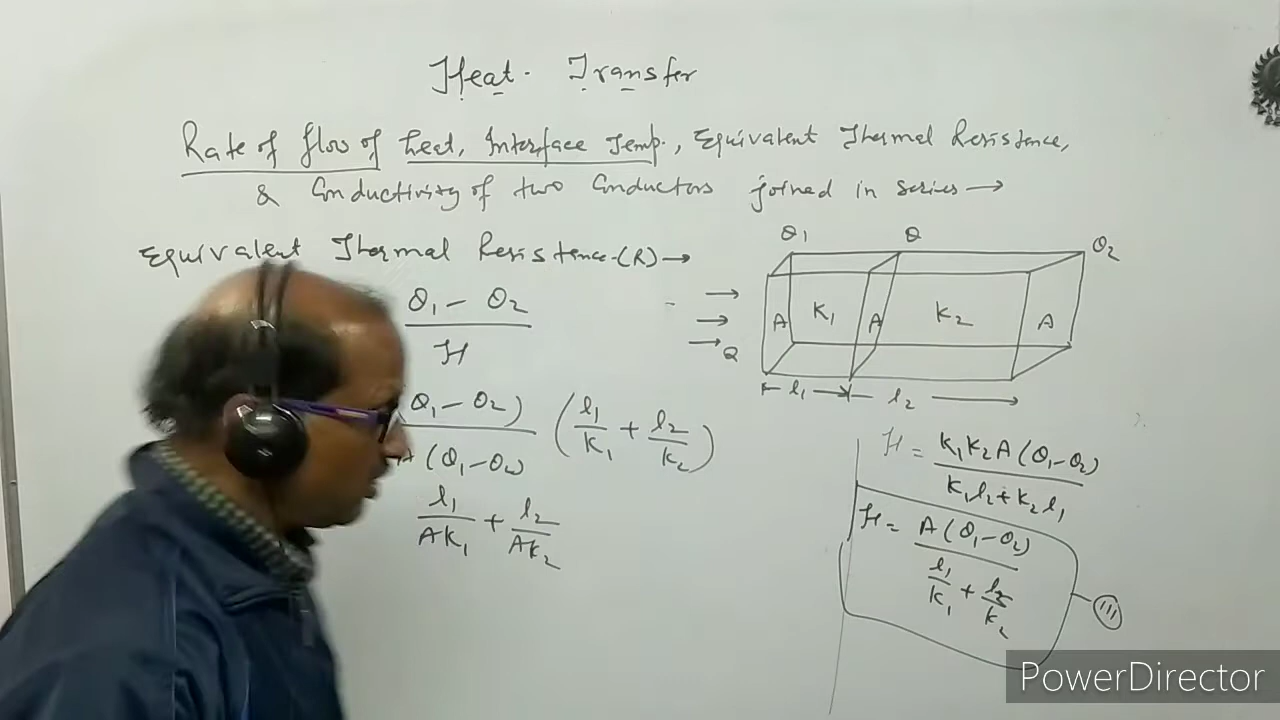 Heat. Transfer
Rate of flow of heat, Interface Temp., Equivalent Thermal Resistence,
& Conductivity of two Conductors joined in series →
Equivalent Thermal Resistence (R) →
θ1 - θ2
H
(θ1 - θ2) (l1/K1 + l2/K2)
A (θ1 - θ2)
l1/AK1 + l2/AK2
θ1 θ θ2
A K1 A K2 A
Q
l1 l2
H = K1K2A(θ1-θ2)
K1l2+K2l1
H = A(θ1-θ2)
l1/K1 + l2/K2
III
PowerDirector